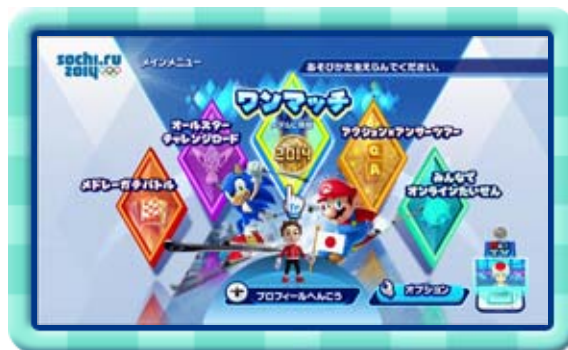 sochi.ru
2014
メインメニュー
あそびかたをえらんでください。
ワンマッチ
オールスター
チャレンジロード
2014
アクション&アンサーツアー
Q
A
メドレーガチバトル
みんなで
オンラインたいせん
プロフィールへんこう
オプション